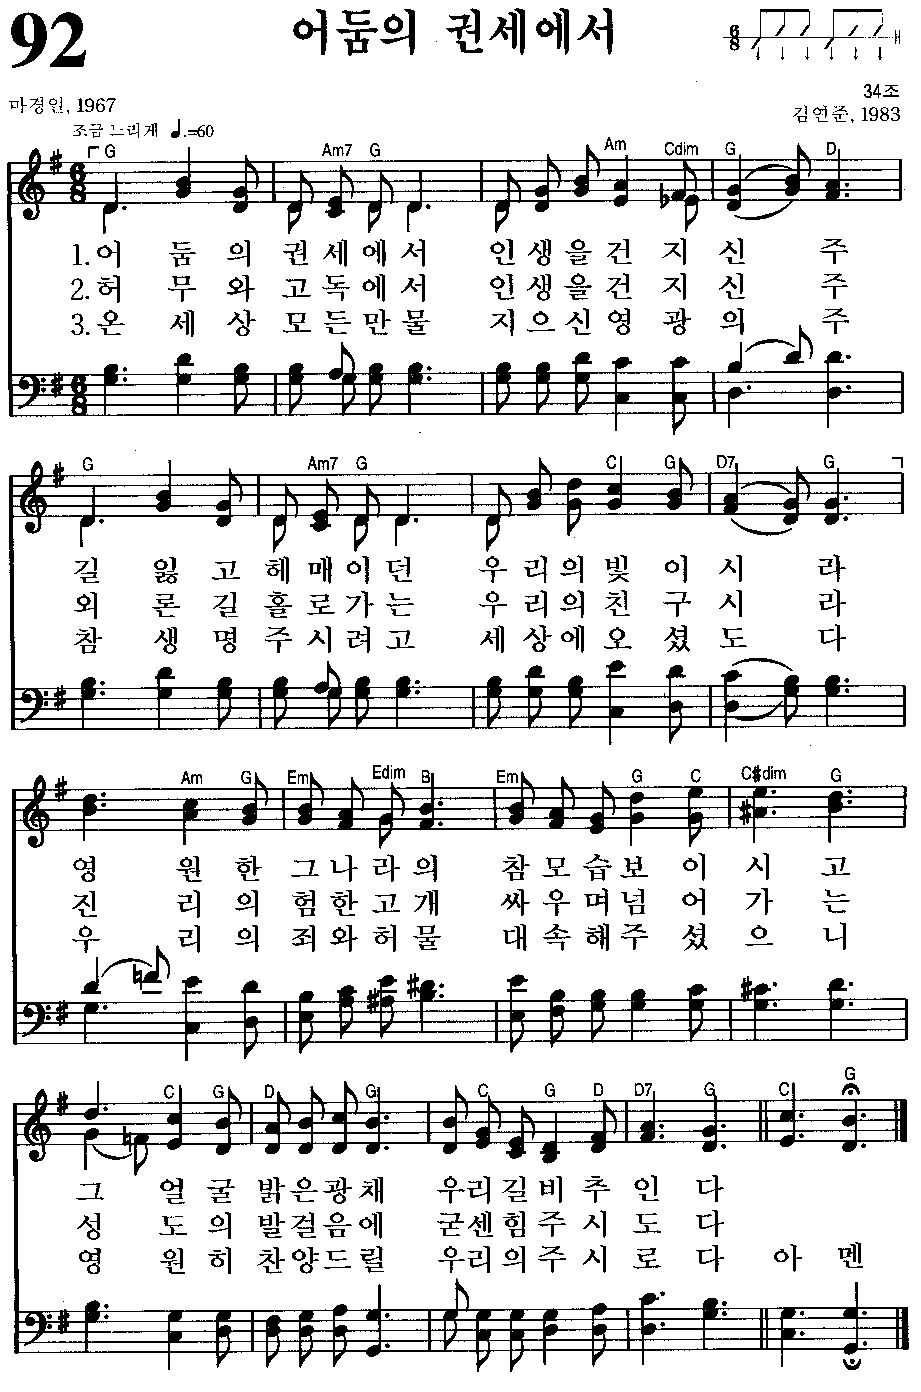 92 어둠의 권세에서
34조
마경일, 1967 김연준, 1983
조금 느리게 ♩.=60
G Am7 G Am Cdim G D
1.어 둠 의 권 세 에 서 인 생 을 건 지 신 주
2.허 무 와 고 독 에 서 인 생 을 건 지 신 주
3.온 세 상 모 든 만 물 지 으 신 영 광 의 주
G Am7 G C G D7 G
길 잃 고 헤 매 이 던 우 리 의 빛 이 시 라
외 론 길 홀 로 가 는 우 리 의 친 구 시 라
참 생 명 주 시 려 고 세 상 에 오 셨 도 다
Am G Em Edim B Em G C C#dim G
영 원 한 그 나 라 의 참 모 습 보 이 시 고
진 리 의 험 한 고 개 싸 우 며 넘 어 가 는
우 리 의 죄 와 허 물 대 속 해 주 셨 으 니
C G D G C G D D7 G C G
그 얼 굴 밝 은 광 채 우 리 길 비 추 인 다
성 도 의 발 걸 음 에 굳 센 힘 주 시 도 다
영 원 히 찬 양 드 릴 우 리 의 주 시 로 다 아 멘